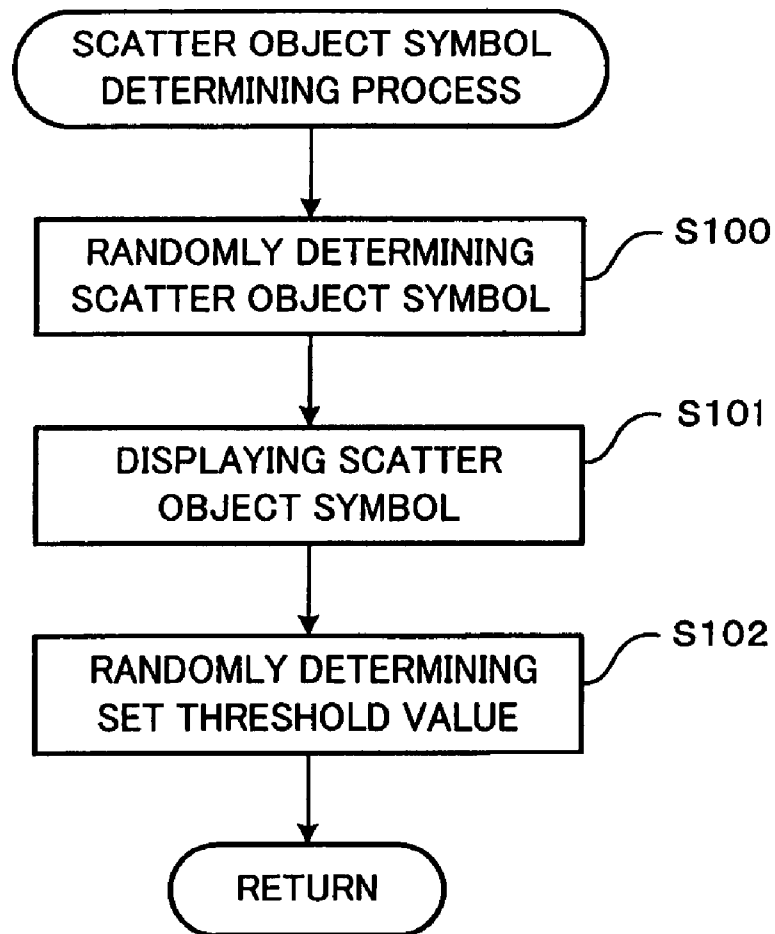 SCATTER OBJECT SYMBOL
DETERMINING PROCESS
RANDOMLY DETERMINING
SCATTER OBJECT SYMBOL
S100
DISPLAYING SCATTER
OBJECT SYMBOL
S101
RANDOMLY DETERMINING
SET THRESHOLD VALUE
S102
RETURN